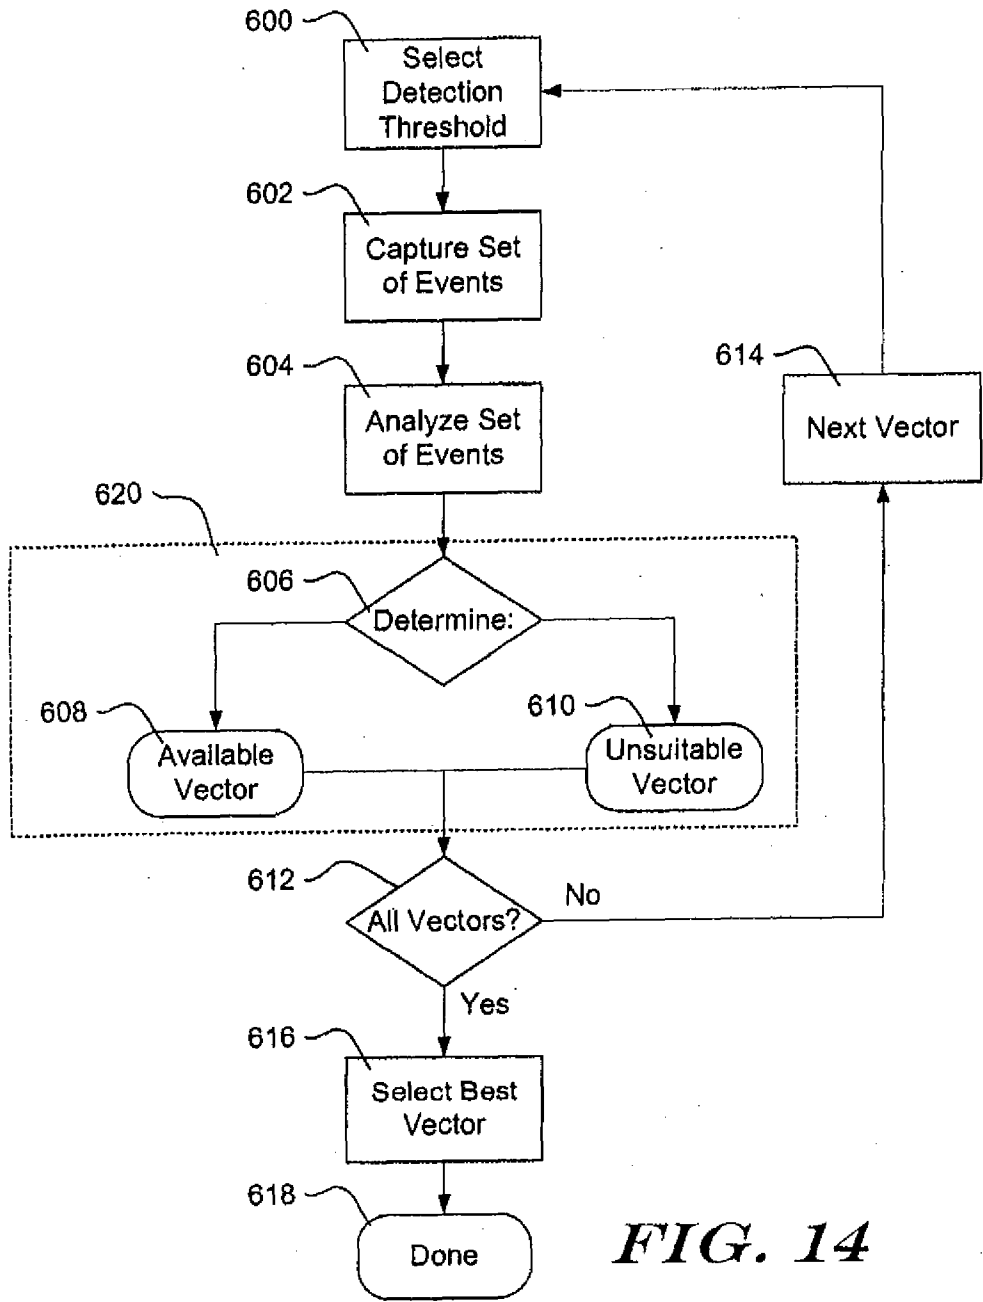 600
Select
Detection
Threshold
602
Capture Set
of Events
604
Analyze Set
of Events
614
Next Vector
620
606
Determine:
608
Available
Vector
610
Unsuitable
Vector
612
All Vectors?
No
Yes
616
Select Best
Vector
618
Done
FIG. 14